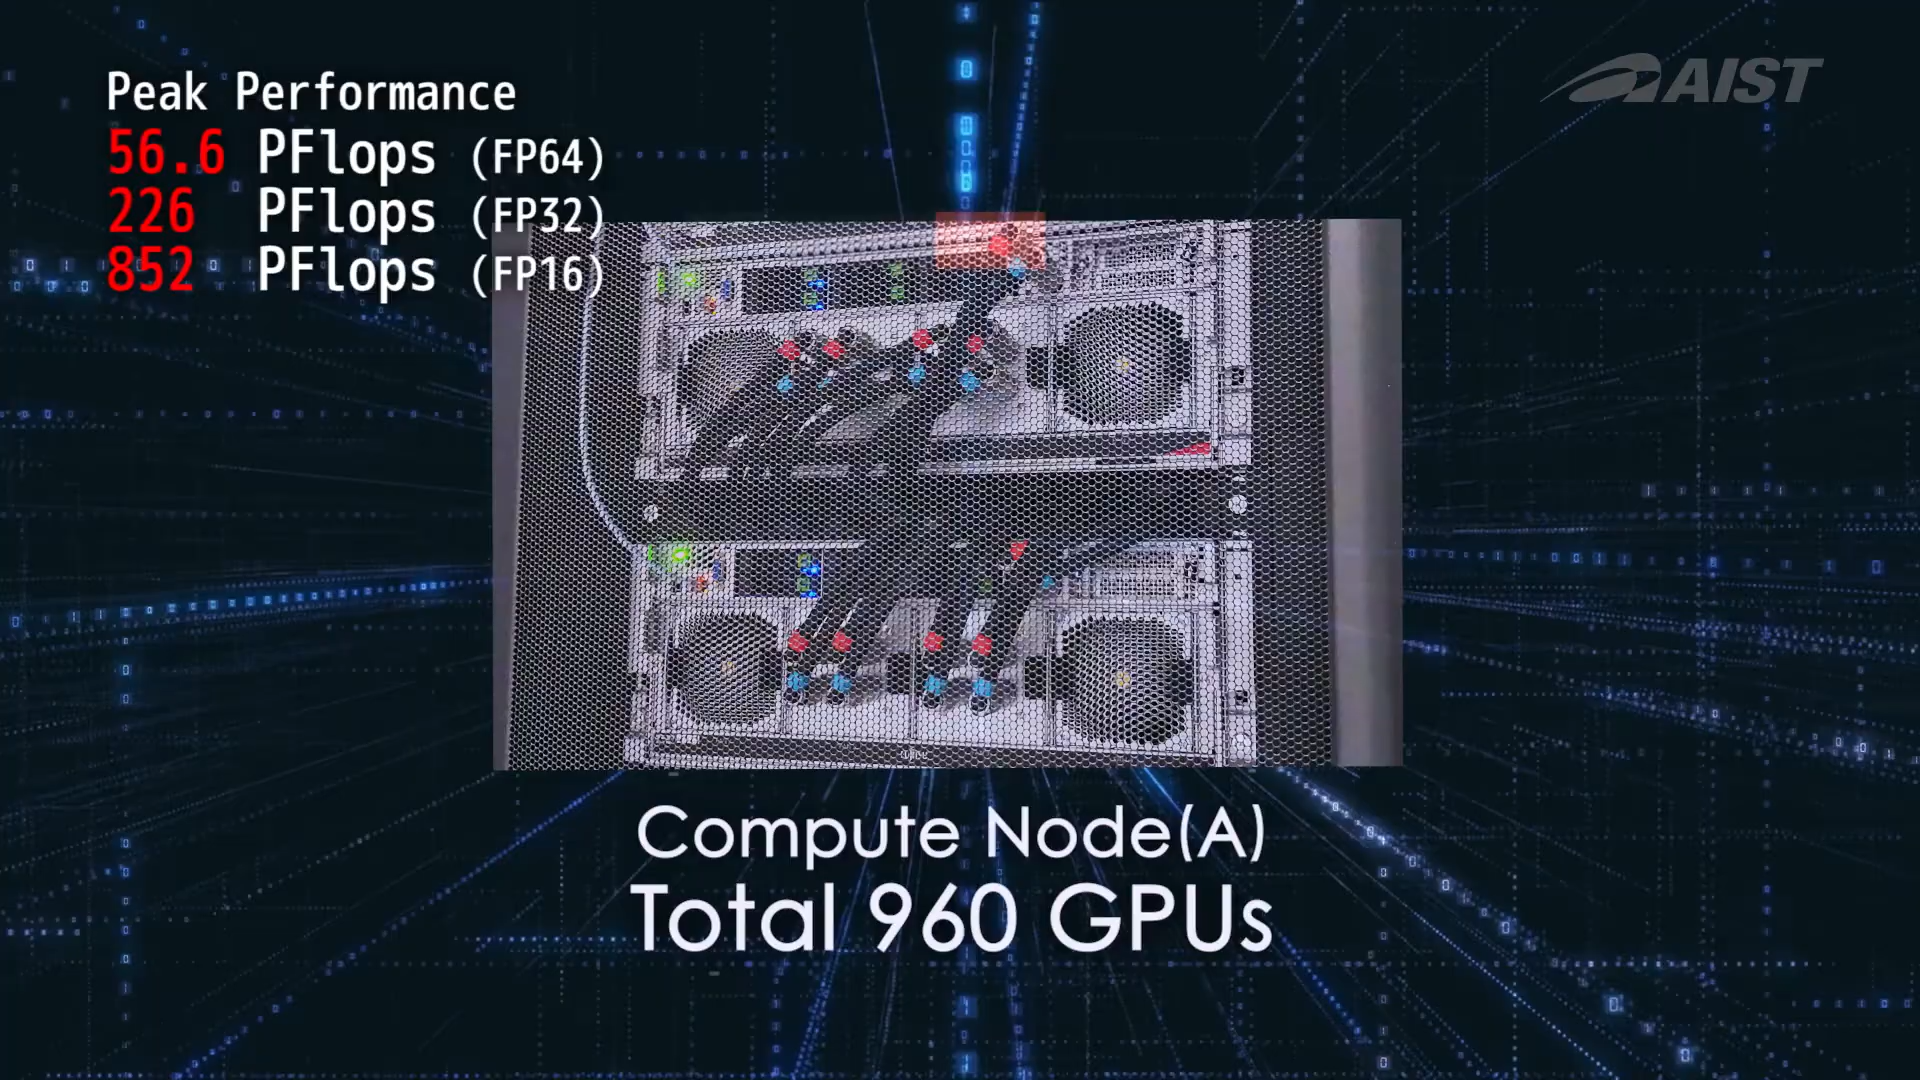 Peak Performance
56.6 PFlops (FP64)
226 PFlops (FP32)
852 PFlops (FP16)
AIST
Compute Node(A)
Total 960 GPUs